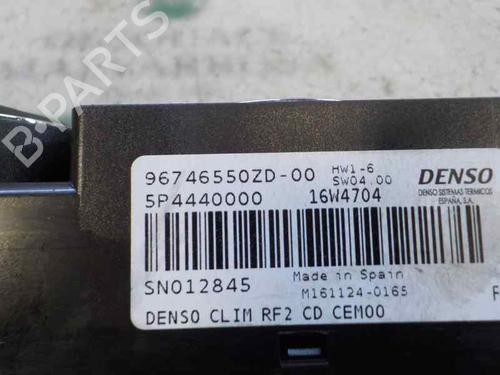 B-PARTS
96746550ZD-00 HW1-6 SW04.00 DENSO
DENSO SISTEMAS TERMICOS
ESPAÑA, S.A.
5P4440000 16W4704
SN012845 Made in Spain
M161124-0165
DENSO CLIM RF2 CD CEM00